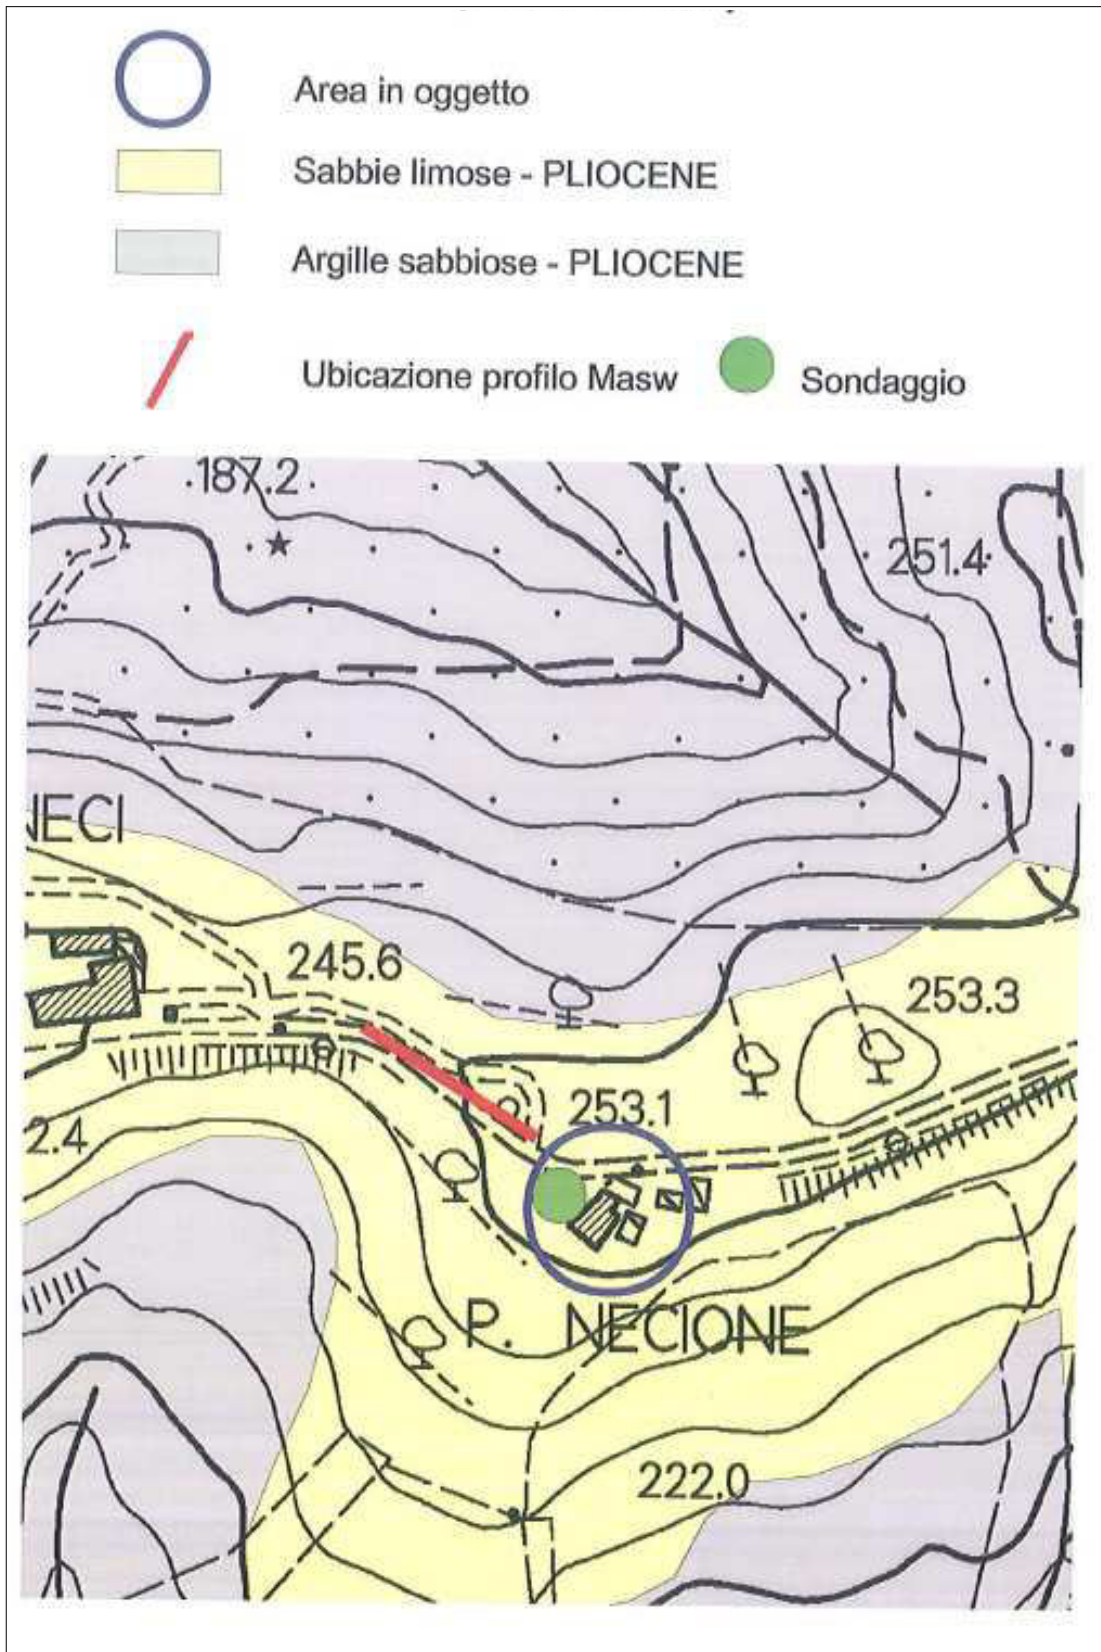 Area in oggetto
Sabbie limose - PLIOCENE
Argille sabbiose - PLIOCENE
Ubicazione profilo Masw
Sondaggio
187.2
251.4
NECI
245.6
253.3
253.1
2.4
P. NECIONE
222.0